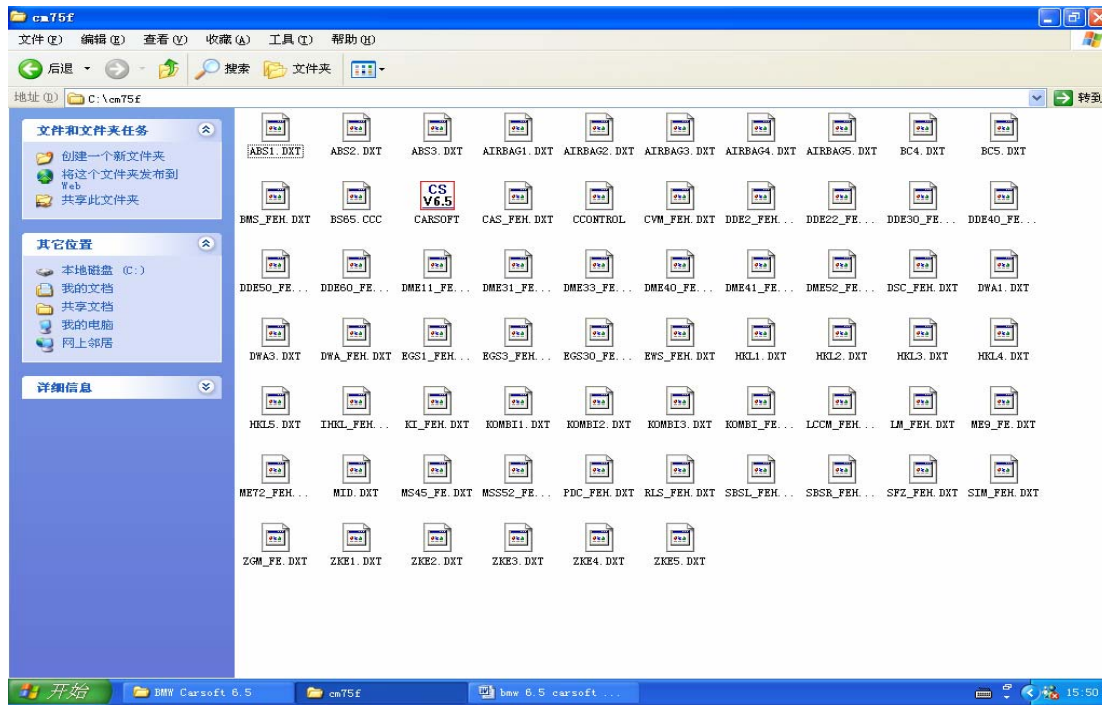 cm75f
文件(F) 编辑(E) 查看(V) 收藏(A) 工具(T) 帮助(H)
后退 搜索 文件夹
地址(D) C:\cm75f 转到
文件和文件夹任务
创建一个新文件夹
将这个文件夹发布到
Web
共享此文件夹
其它位置
本地磁盘 (C:)
我的文档
共享文档
我的电脑
网上邻居
详细信息
ABS1.DXT ABS2.DXT ABS3.DXT AIRBAG1.DXT AIRBAG2.DXT AIRBAG3.DXT AIRBAG4.DXT AIRBAG5.DXT BC4.DXT BC5.DXT
CS
V6.5
BMS_FEH.DXT BS65.CCC CARSOFT CAS_FEH.DXT CCONTROL CVM_FEH.DXT DDE2_FEH... DDE22_FE... DDE30_FE... DDE40_FE...
DDE50_FE... DDE60_FE... DME11_FE... DME31_FE... DME33_FE... DME40_FE... DME41_FE... DME52_FE... DSC_FEH.DXT DWA1.DXT
DWA3.DXT DWA_FEH.DXT EGS1_FEH... EGS3_FEH... EGS30_FE... EWS_FEH.DXT HKL1.DXT HKL2.DXT HKL3.DXT HKL4.DXT
HKL5.DXT IHKL_FEH... KI_FEH.DXT KOMBI1.DXT KOMBI2.DXT KOMBI3.DXT KOMBI_FE... LCCM_FEH... LM_FEH.DXT ME9_FE.DXT
ME72_FEH... MID.DXT MS45_FE.DXT MSS52_FE... PDC_FEH.DXT RLS_FEH.DXT SBSL_FEH... SBSR_FEH... SFZ_FEH.DXT SIM_FEH.DXT
ZGM_FE.DXT ZKE1.DXT ZKE2.DXT ZKE3.DXT ZKE4.DXT ZKE5.DXT
开始 BMW Carsoft 6.5 cm75f bmw 6.5 carsoft ... 15:50